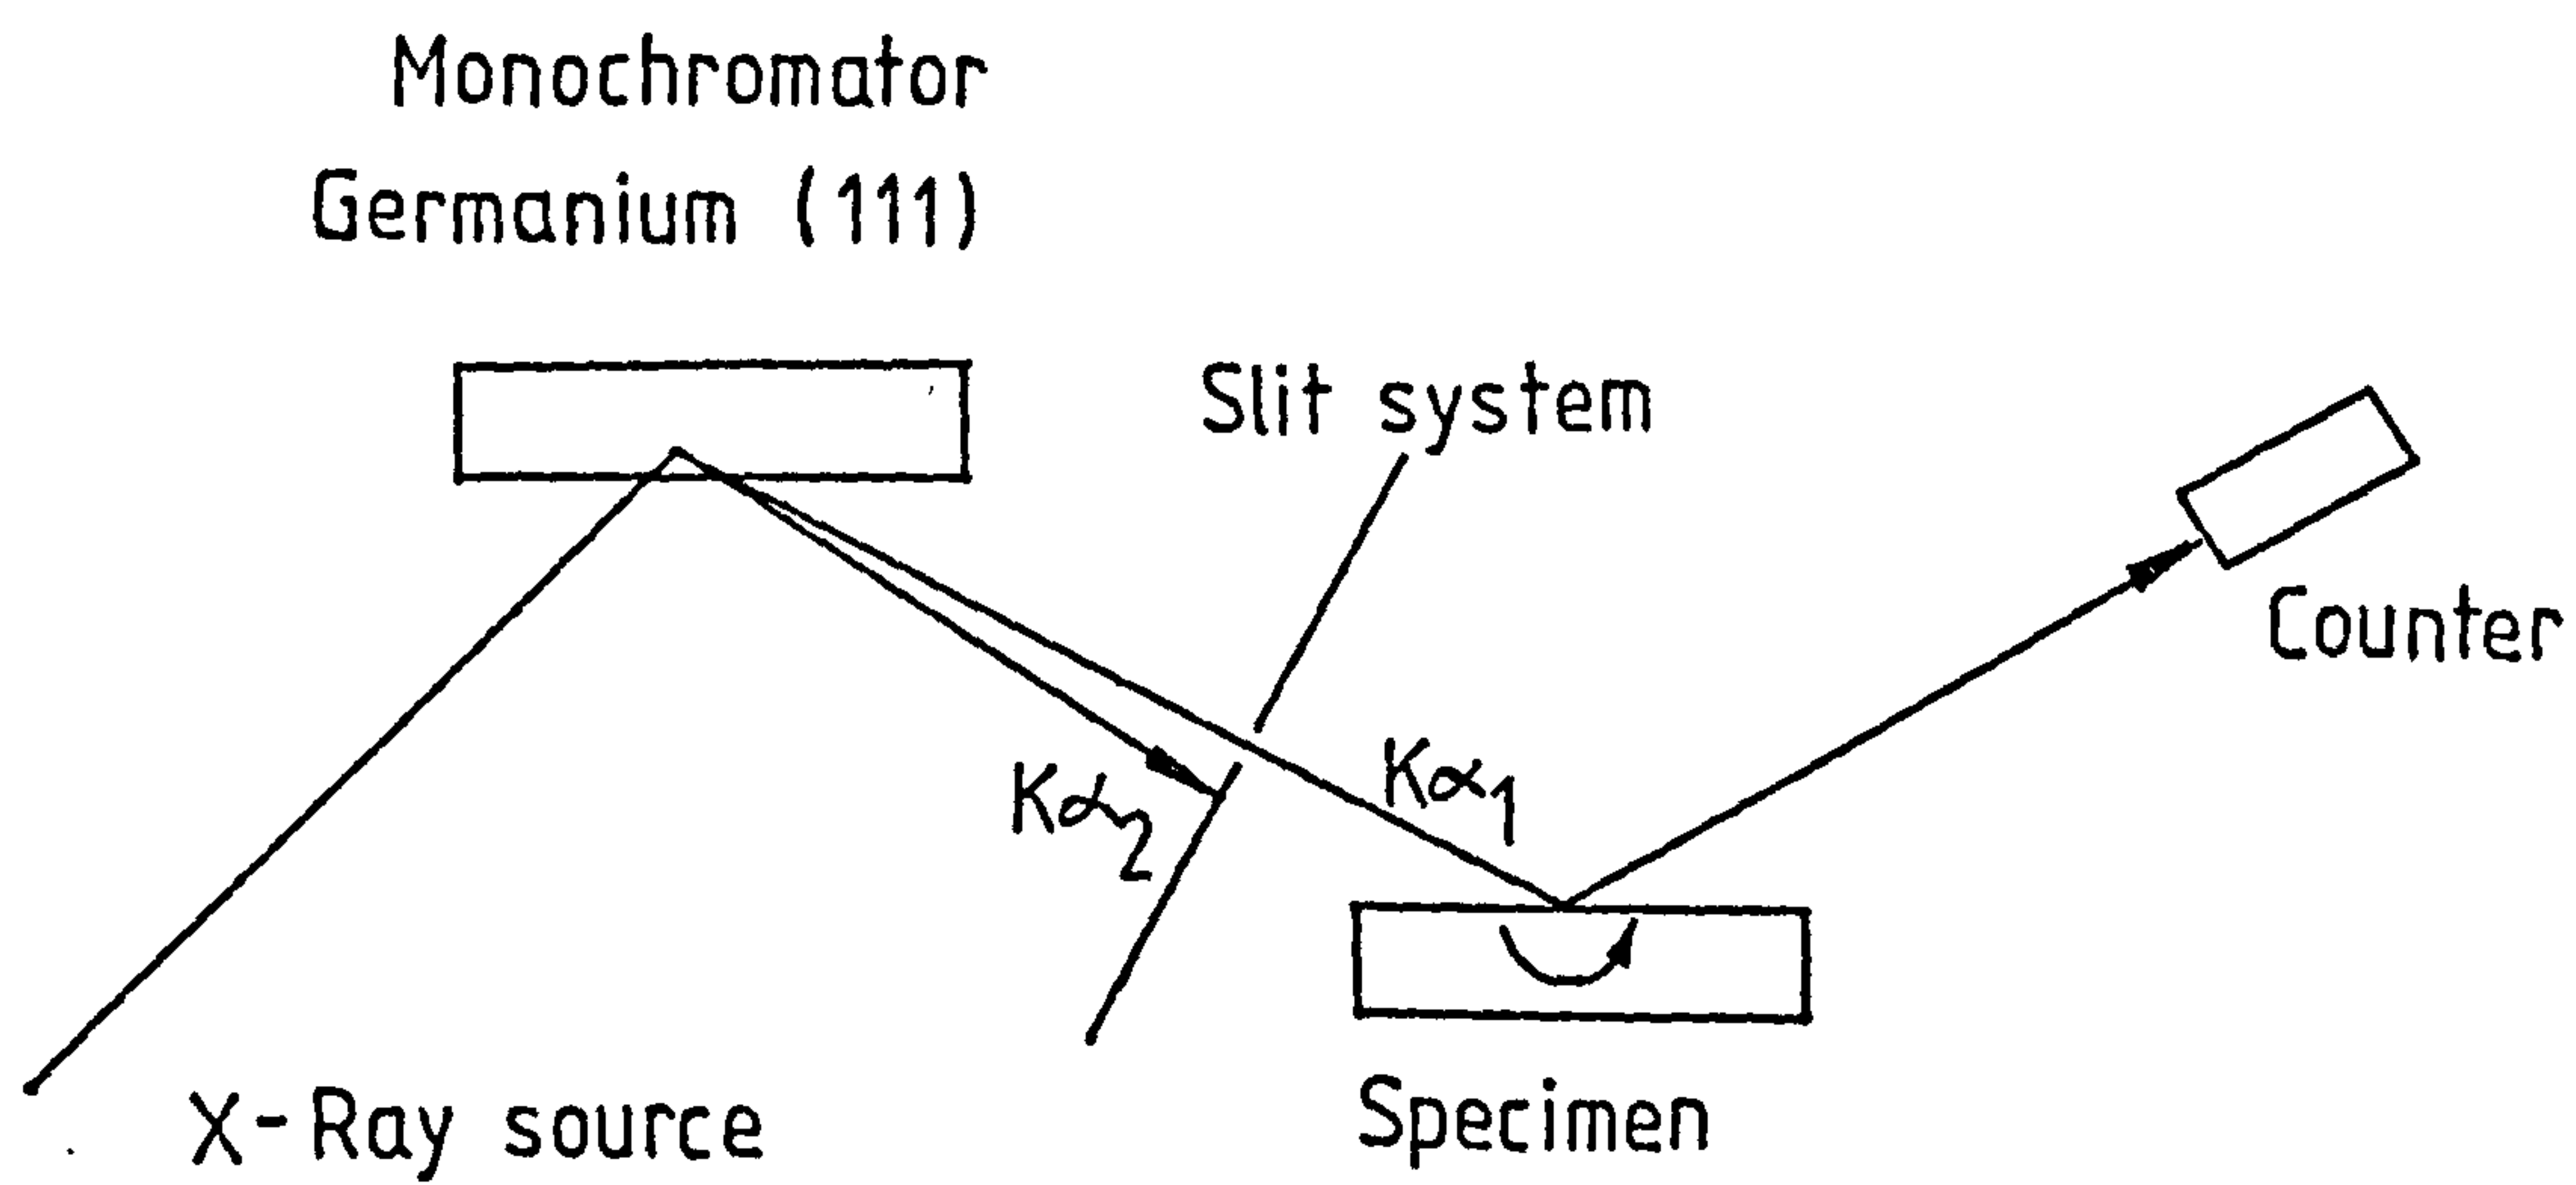 Monochromator
Germanium (111)
Slit system
Counter
Kα₂
Kα₁
X-Ray source
Specimen